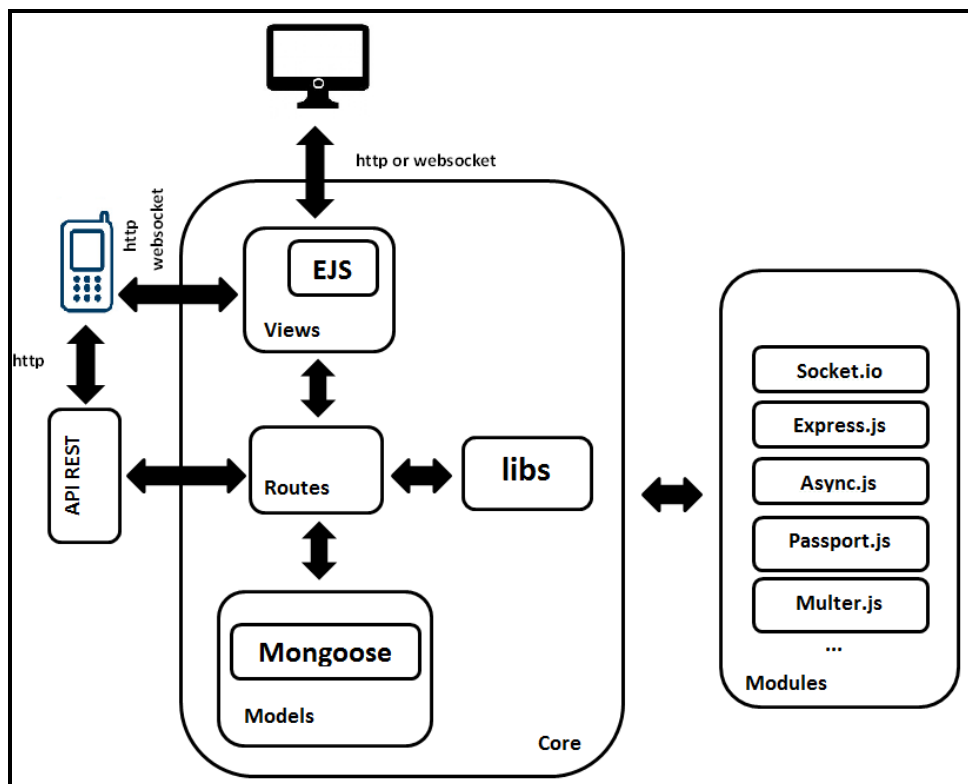 http or websocket
http
websocket
EJS
Views
http
API REST
Routes
libs
Mongoose
Models
Core
Socket.io
Express.js
Async.js
Passport.js
Multer.js
...
Modules